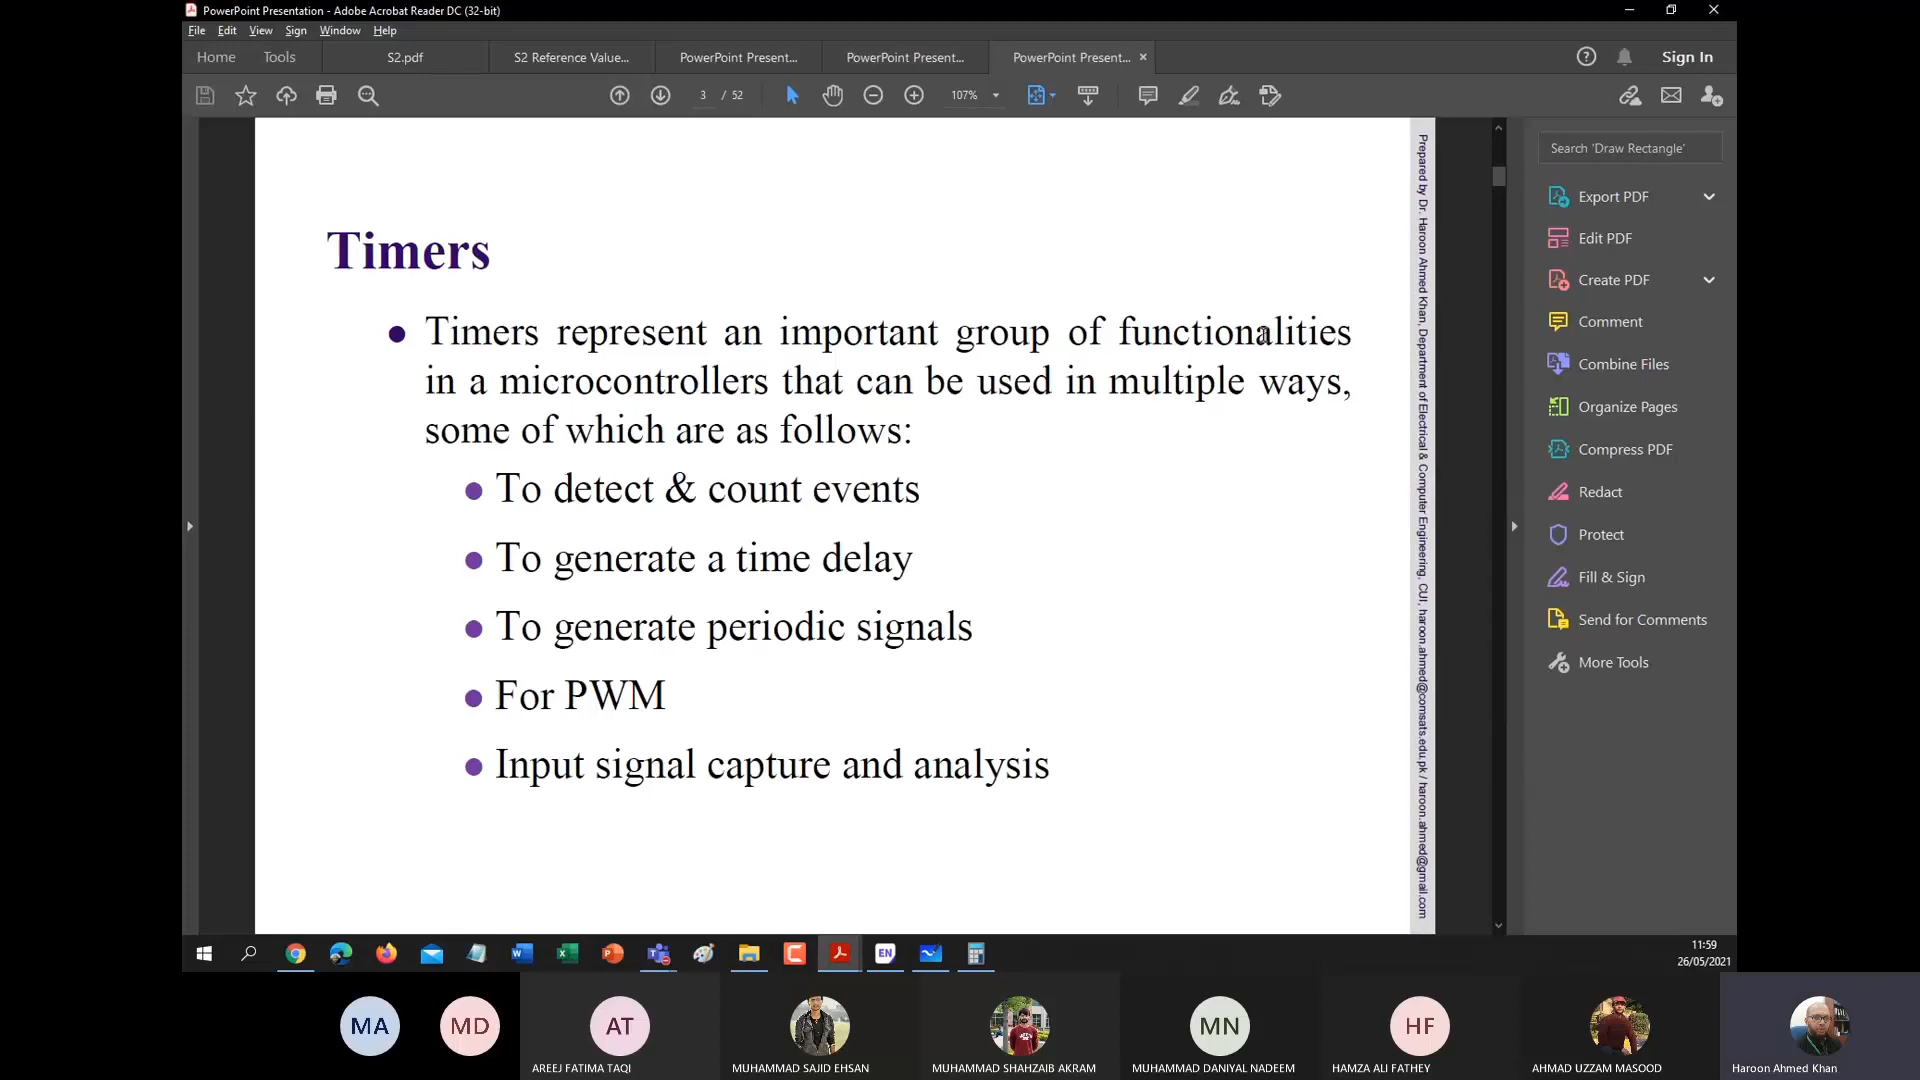 PowerPoint Presentation - Adobe Acrobat Reader DC (32-bit)
File Edit View Sign Window Help
Home Tools S2.pdf S2 Reference Value... PowerPoint Present... PowerPoint Present... PowerPoint Present... Sign In
3 / 52 107%
Timers
Timers represent an important group of functionalities
in a microcontrollers that can be used in multiple ways,
some of which are as follows:
To detect & count events
To generate a time delay
To generate periodic signals
For PWM
Input signal capture and analysis
Prepared by Dr. Haroon Ahmed Khan, Department of Electrical & Computer Engineering, CUI, haroon.ahmed@comsats.edu.pk / haroon.ahmed@gmail.com
Search 'Draw Rectangle'
Export PDF
Edit PDF
Create PDF
Comment
Combine Files
Organize Pages
Compress PDF
Redact
Protect
Fill & Sign
Send for Comments
More Tools
EN
11:59
26/05/2021
MA
MD
AT
MN
HF
AREEJ FATIMA TAQI
MUHAMMAD SAJID EHSAN
MUHAMMAD SHAHZAIB AKRAM
MUHAMMAD DANIYAL NADEEM
HAMZA ALI FATHEY
AHMAD UZZAM MASOOD
Haroon Ahmed Khan